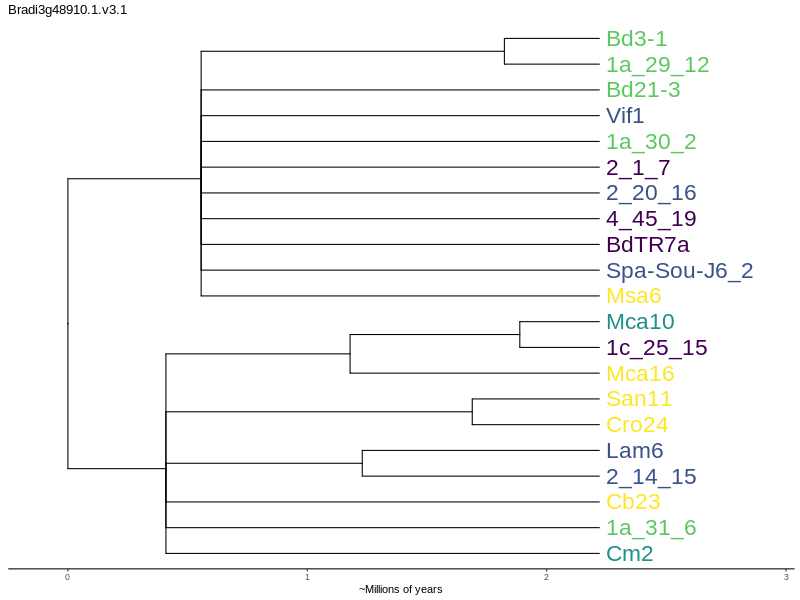 Bradi3g48910.1.v3.1
Bd3-1
1a_29_12
Bd21-3
Vif1
1a_30_2
2_1_7
2_20_16
4_45_19
BdTR7a
Spa-Sou-J6_2
Msa6
Mca10
1c_25_15
Mca16
San11
Cro24
Lam6
2_14_15
Cb23
1a_31_6
Cm2
0 1 2 3
~Millions of years